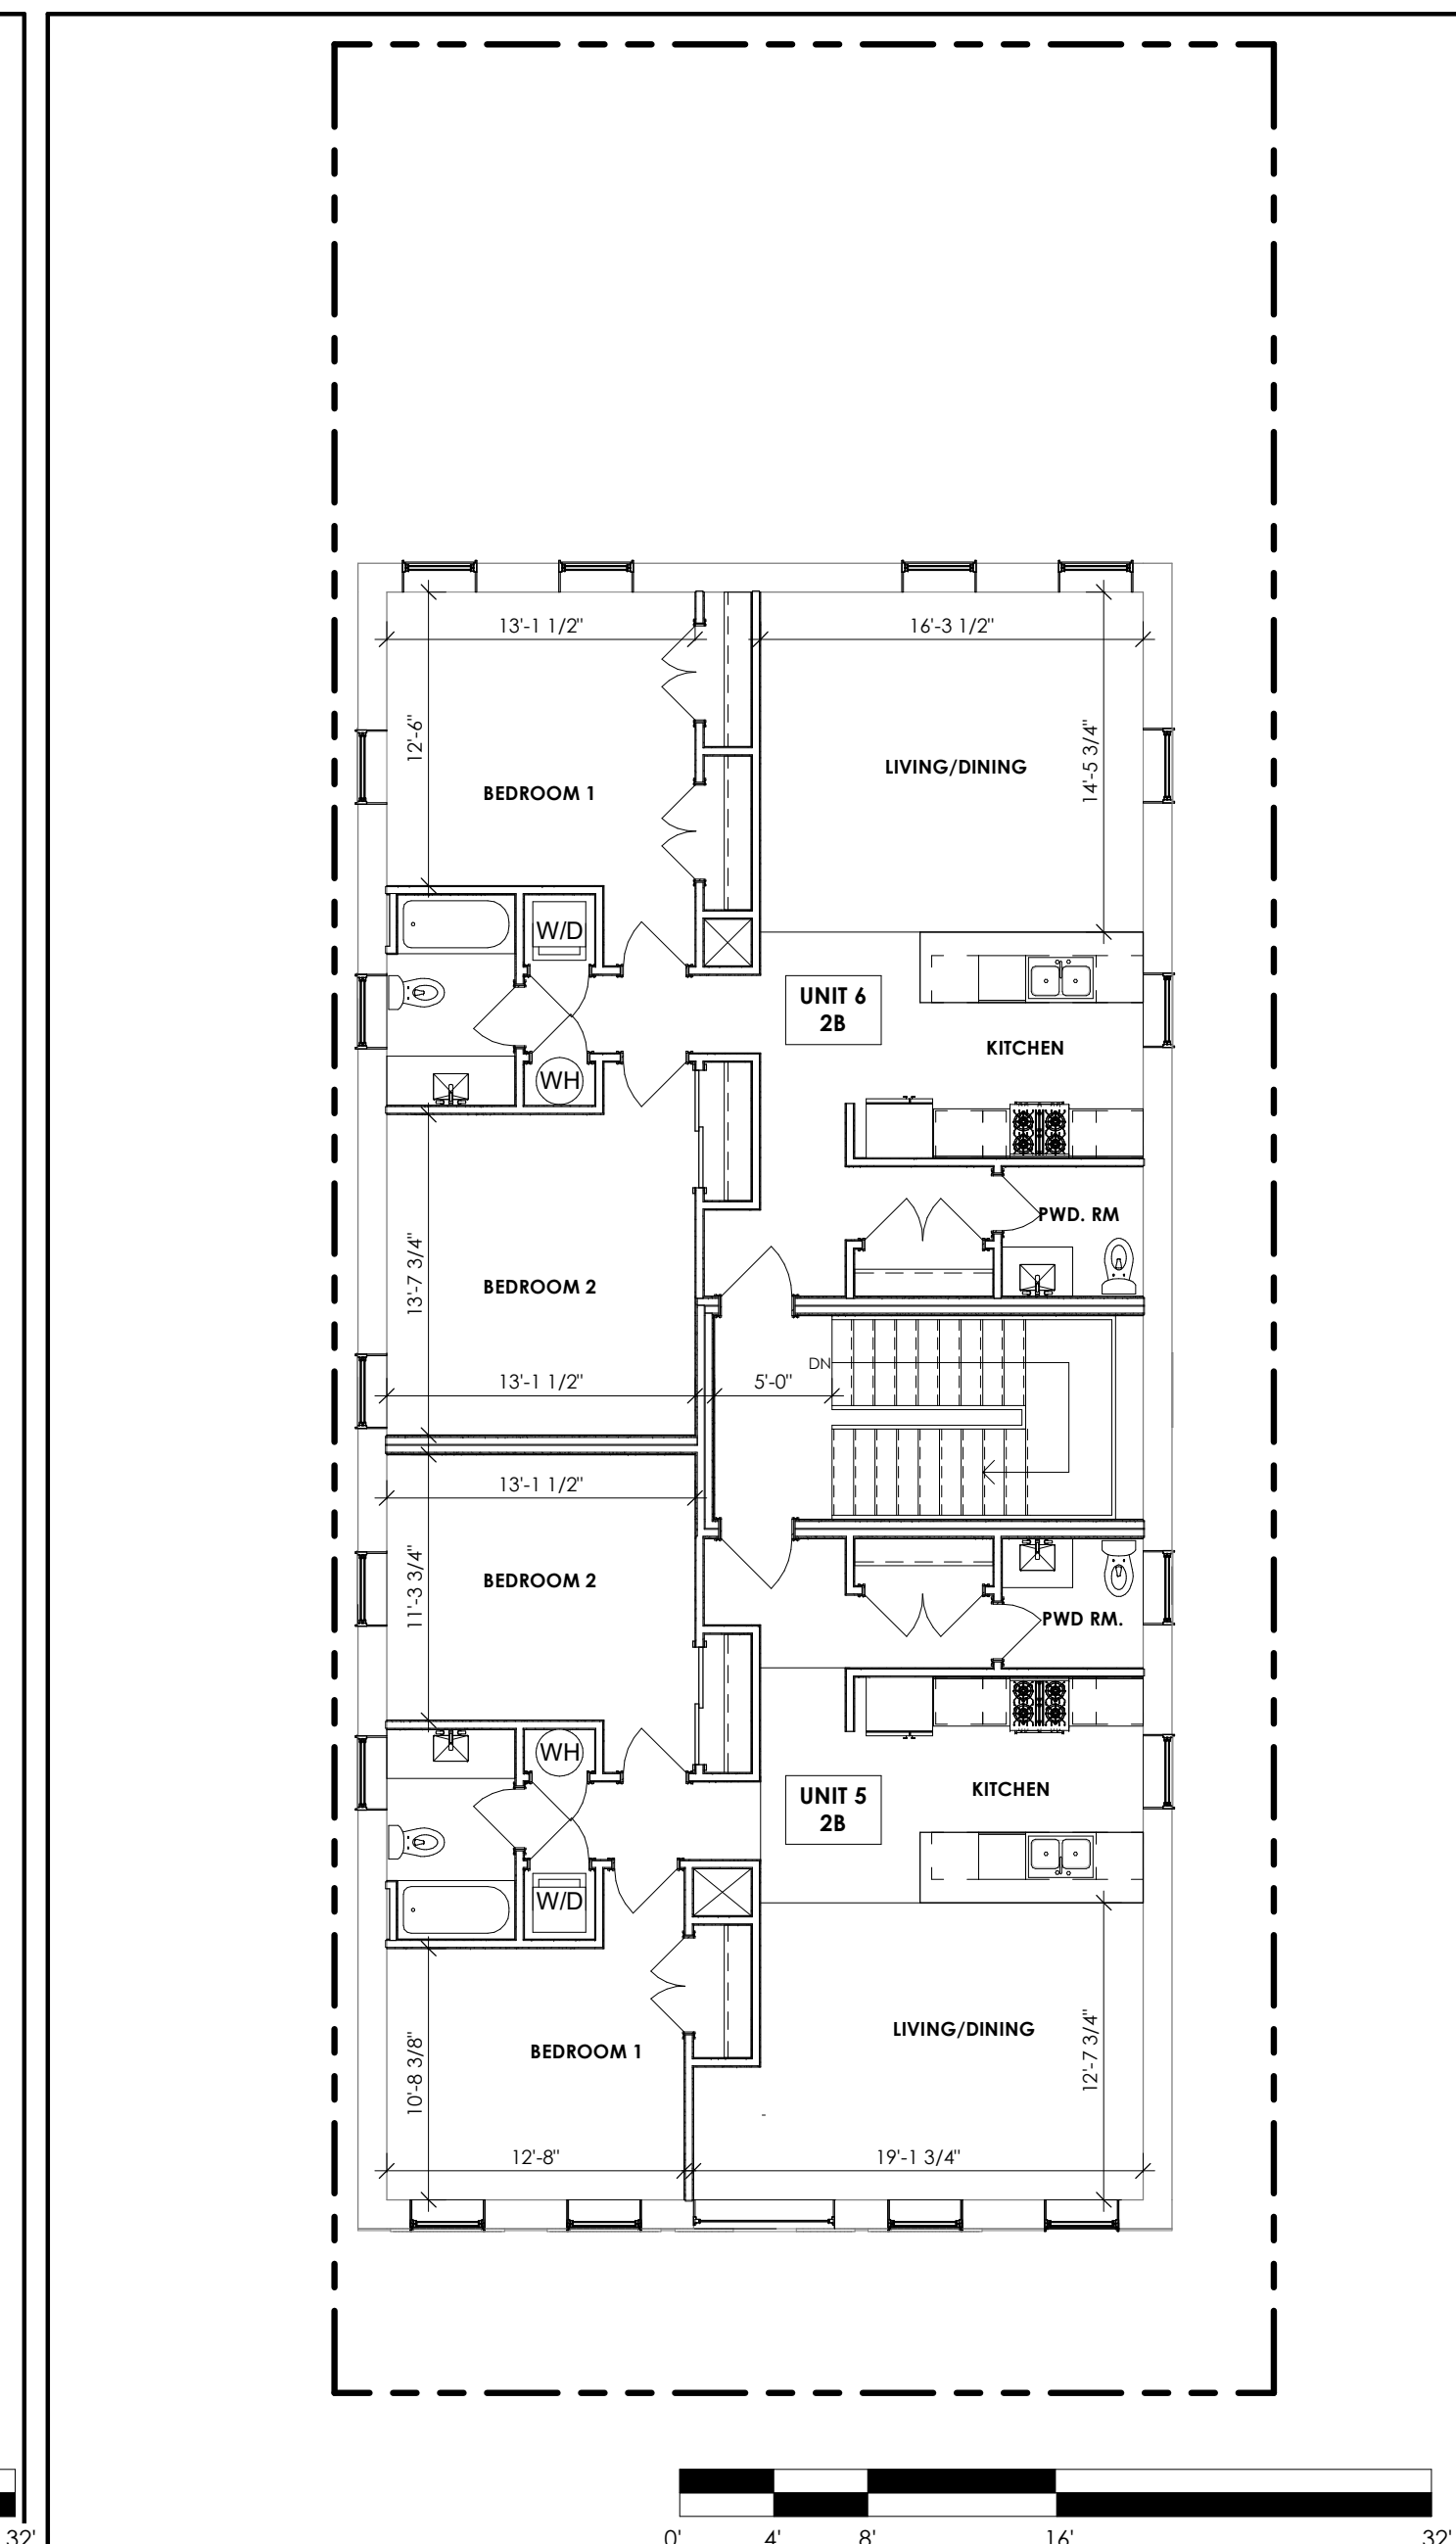 13'-1 1/2"
16'-3 1/2"
12'-6"
14'-5 3/4"
LIVING/DINING
BEDROOM 1
W/D
UNIT 6
2B
KITCHEN
WH
PWD. RM
13'-7 3/4"
BEDROOM 2
DN
13'-1 1/2"
5'-0"
13'-1 1/2"
11'-3 3/4"
BEDROOM 2
PWD RM.
WH
KITCHEN
UNIT 5
2B
W/D
LIVING/DINING
BEDROOM 1
10'-8 3/8"
12'-7 3/4"
12'-8"
19'-1 3/4"
32'
0' 4' 8' 16' 32'